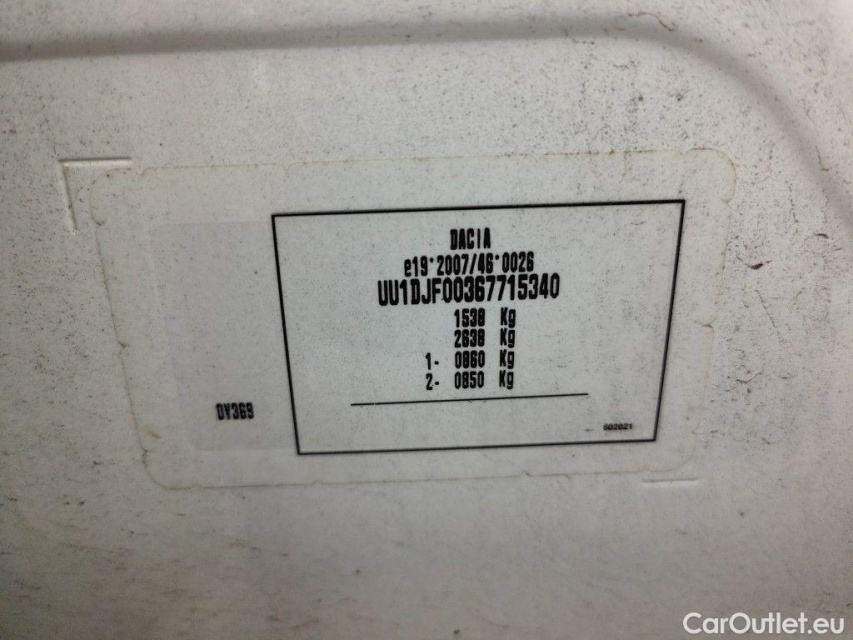 DACIA
e19*2007/46*0026
UU1DJF00367715340
1538 Kg
2638 Kg
1- 0860 Kg
2- 0850 Kg
DY369
602021
CarOutlet.eu